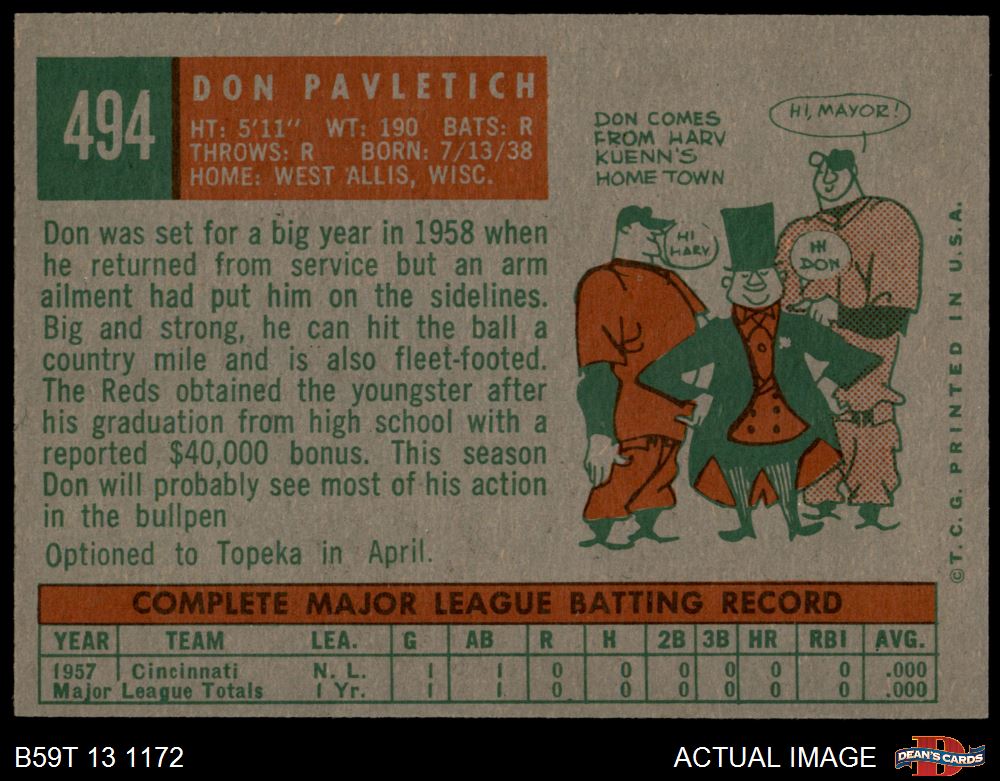 494
DON PAVLETICH
HT: 5'11" WT: 190 BATS: R
THROWS: R BORN: 7/13/38
HOME: WEST ALLIS, WISC.
DON COMES
FROM HARV
KUENN'S
HOME TOWN
HI, MAYOR!
HI
HARV
HI
DON
Don was set for a big year in 1958 when
he returned from service but an arm
ailment had put him on the sidelines.
Big and strong, he can hit the ball a
country mile and is also fleet-footed.
The Reds obtained the youngster after
his graduation from high school with a
reported $40,000 bonus. This season
Don will probably see most of his action
in the bullpen
Optioned to Topeka in April.
©T. C. G. PRINTED IN U.S.A.
COMPLETE MAJOR LEAGUE BATTING RECORD
YEAR TEAM LEA. G AB R H 2B 3B HR RBI AVG.
1957 Cincinnati N. L. 1 1 0 0 0 0 0 0 .000
Major League Totals 1 Yr. 1 1 0 0 0 0 0 0 .000
B59T 13 1172
ACTUAL IMAGE
D
DEAN'S CARDS